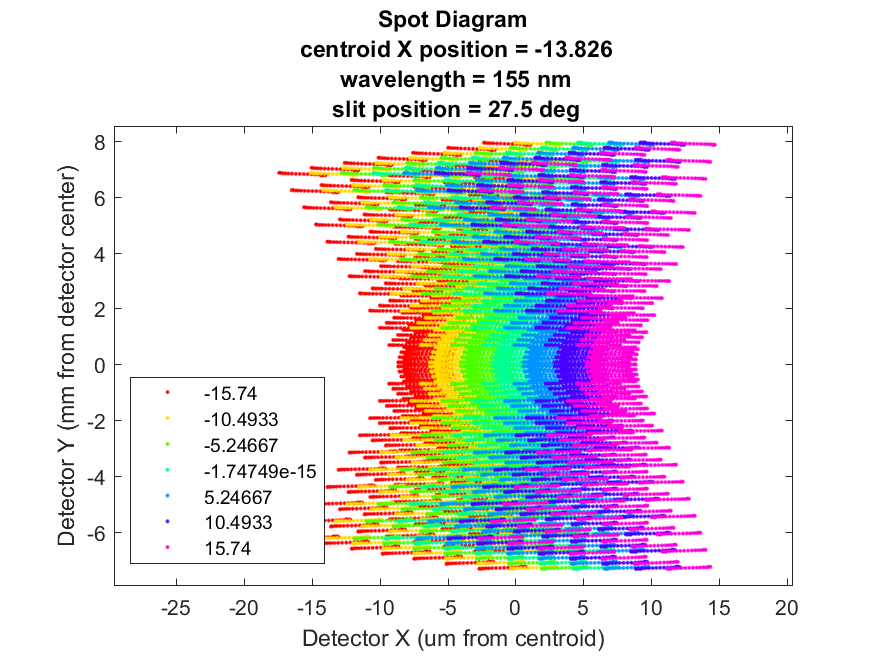 Spot Diagram
centroid X position = -13.826
wavelength = 155 nm
slit position = 27.5 deg
Detector Y (mm from detector center)
8
6
4
2
0
-2
-4
-6
-15.74
-10.4933
-5.24667
-1.74749e-15
5.24667
10.4933
15.74
-25 -20 -15 -10 -5 0 5 10 15 20
Detector X (um from centroid)